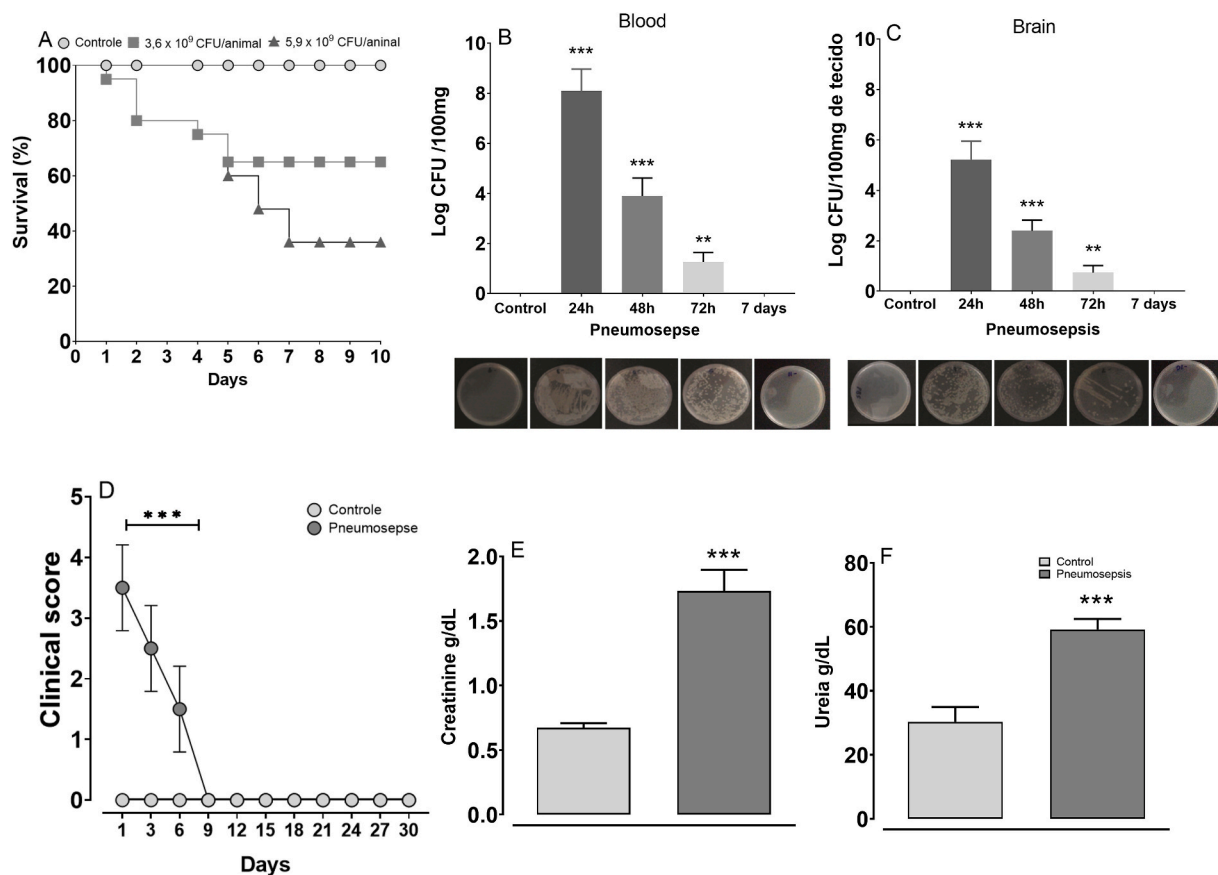 A
Controle 3,6 x 10⁹ CFU/animal 5,9 x 10⁹ CFU/aninal
Survival (%)
100
80
60
40
20
0
0 1 2 4 5 6 7 8 9 10
Days
B
Blood
Log CFU /100mg
10
8
6
4
2
0
***
***
**
Control 24h 48h 72h 7 days
Pneumosepse
C
Brain
Log CFU/100mg de tecido
10
8
6
4
2
0
***
***
**
Control 24h 48h 72h 7 days
Pneumosepsis
D
Clinical score
5
4
3
2
1
0
***
Controle
Pneumosepse
1 3 6 9 12 15 18 21 24 27 30
Days
E
Creatinine g/dL
2.0
1.5
1.0
0.5
0.0
***
F
Ureia g/dL
80
60
40
20
0
Control
Pneumosepsis
***